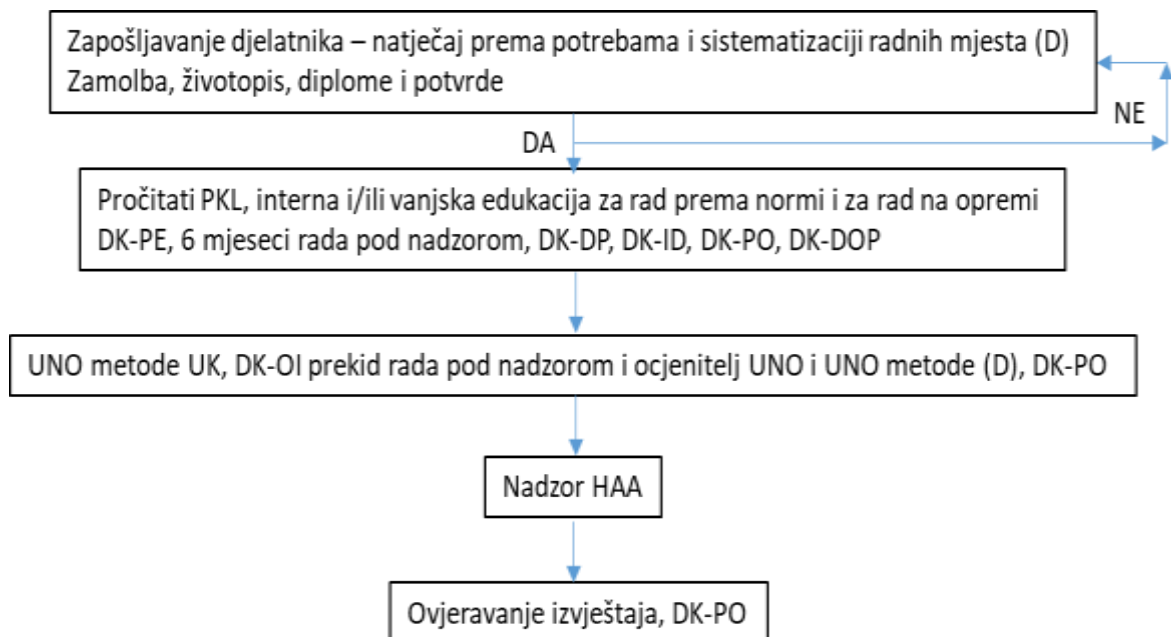 Zapošljavanje djelatnika – natječaj prema potrebama i sistematizaciji radnih mjesta (D)
Zamolba, životopis, diplome i potvrde
NE
DA
Pročitati PKL, interna i/ili vanjska edukacija za rad prema normi i za rad na opremi
DK-PE, 6 mjeseci rada pod nadzorom, DK-DP, DK-ID, DK-PO, DK-DOP
UNO metode UK, DK-OI prekid rada pod nadzorom i ocjenitelj UNO i UNO metode (D), DK-PO
Nadzor HAA
Ovjeravanje izvještaja, DK-PO